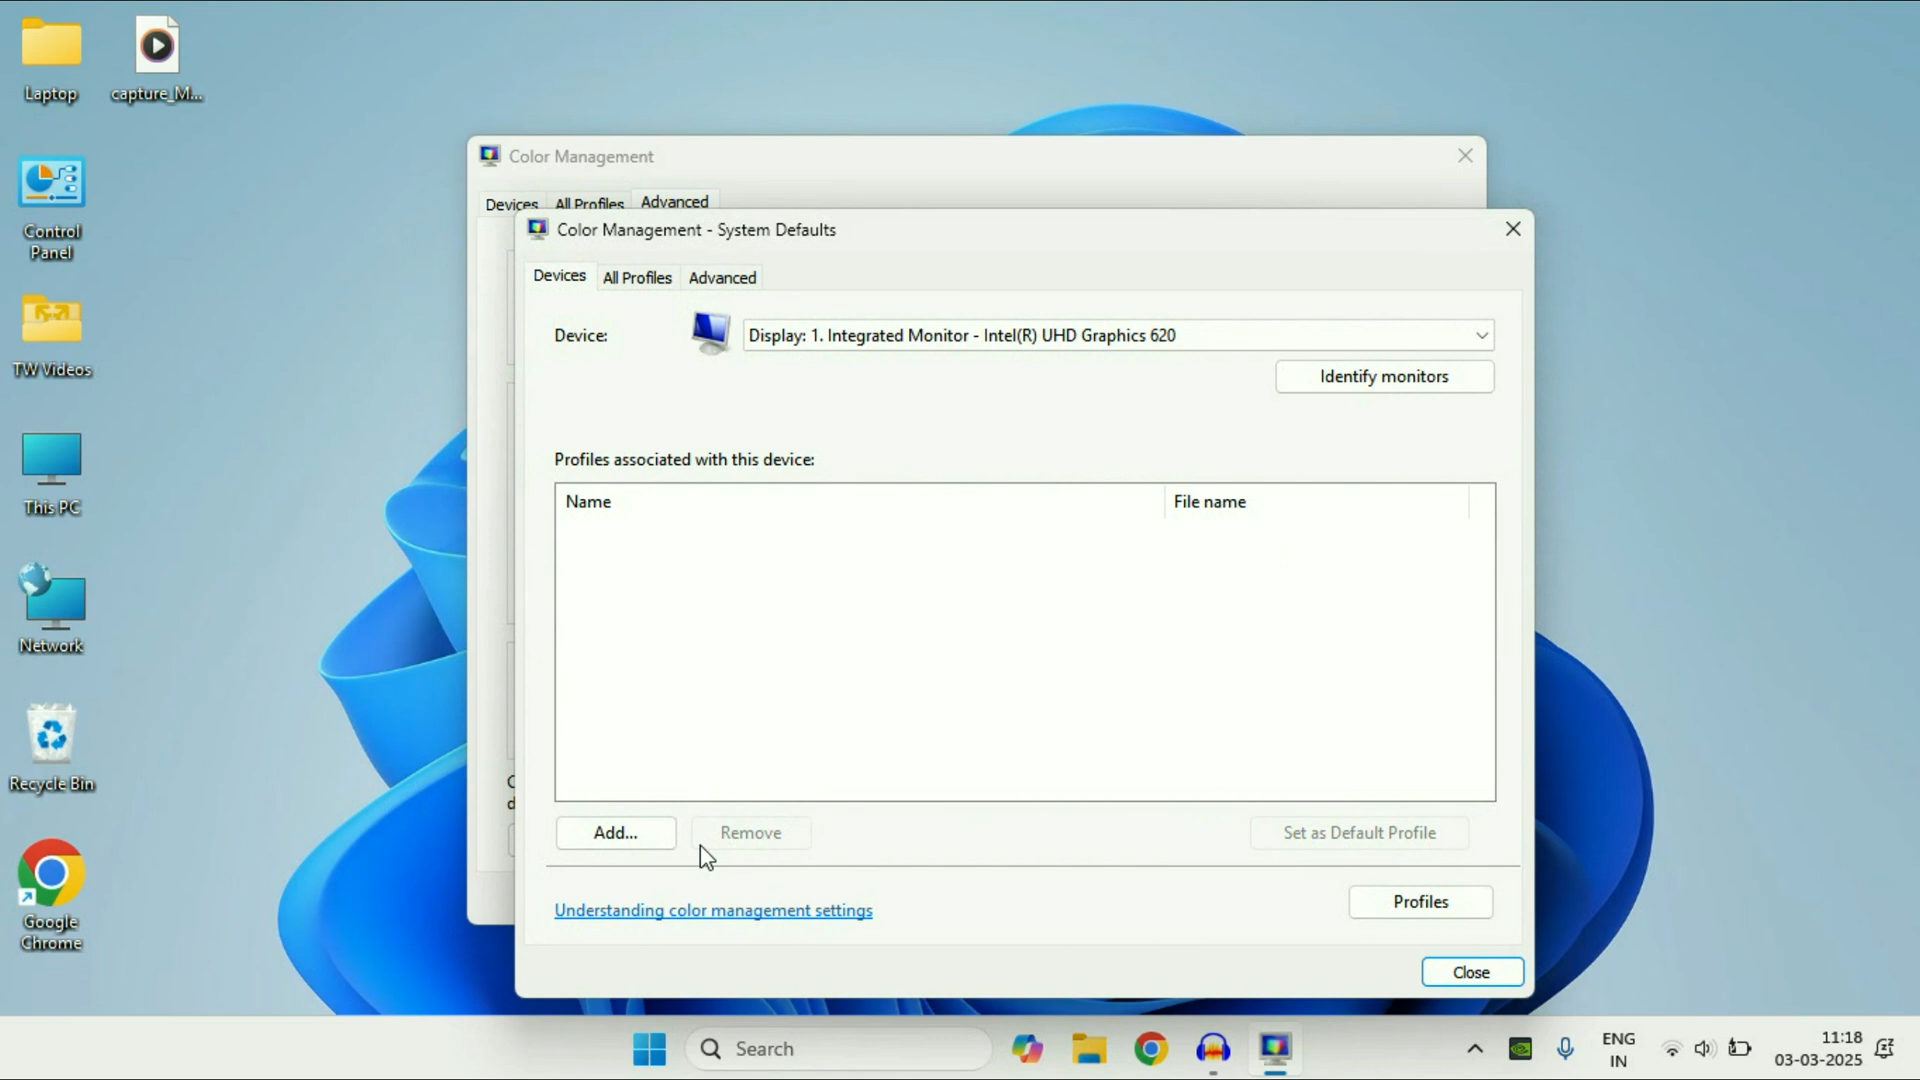 Laptop
capture_M...
Control
Panel
TW Videos
This PC
Network
Recycle Bin
Google
Chrome
Color Management
Devices
All Profiles
Advanced
Color Management - System Defaults
Devices
All Profiles
Advanced
Device:
Display: 1. Integrated Monitor - Intel(R) UHD Graphics 620
Identify monitors
Profiles associated with this device:
Name
File name
Add...
Remove
Set as Default Profile
Understanding color management settings
Profiles
Close
Search
ENG
IN
11:18
03-03-2025